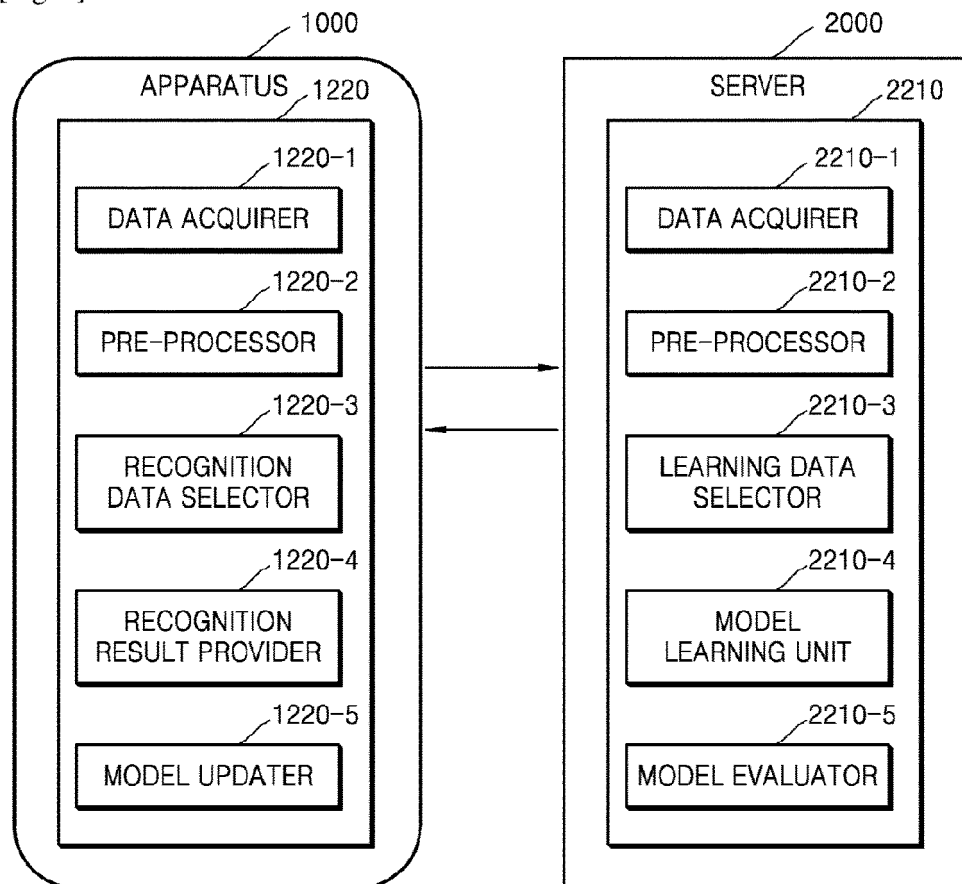 1000
APPARATUS
1220
1220-1
DATA ACQUIRER
1220-2
PRE-PROCESSOR
1220-3
RECOGNITION
DATA SELECTOR
1220-4
RECOGNITION
RESULT PROVIDER
1220-5
MODEL UPDATER
2000
SERVER
2210
2210-1
DATA ACQUIRER
2210-2
PRE-PROCESSOR
2210-3
LEARNING DATA
SELECTOR
2210-4
MODEL
LEARNING UNIT
2210-5
MODEL EVALUATOR